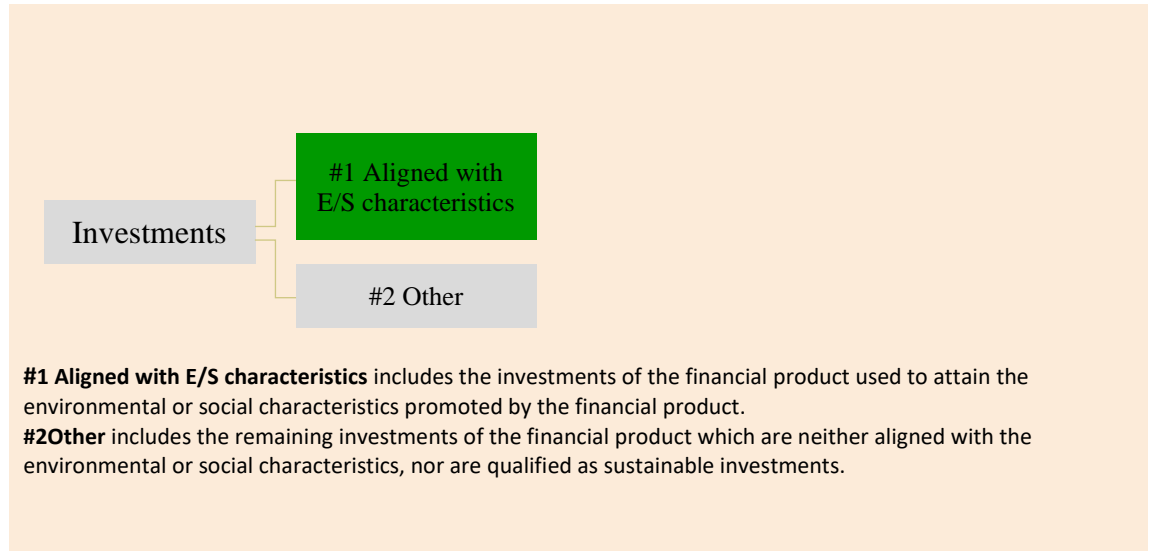 #1 Aligned with
E/S characteristics
Investments
#2 Other
#1 Aligned with E/S characteristics includes the investments of the financial product used to attain the
environmental or social characteristics promoted by the financial product.
#2Other includes the remaining investments of the financial product which are neither aligned with the
environmental or social characteristics, nor are qualified as sustainable investments.